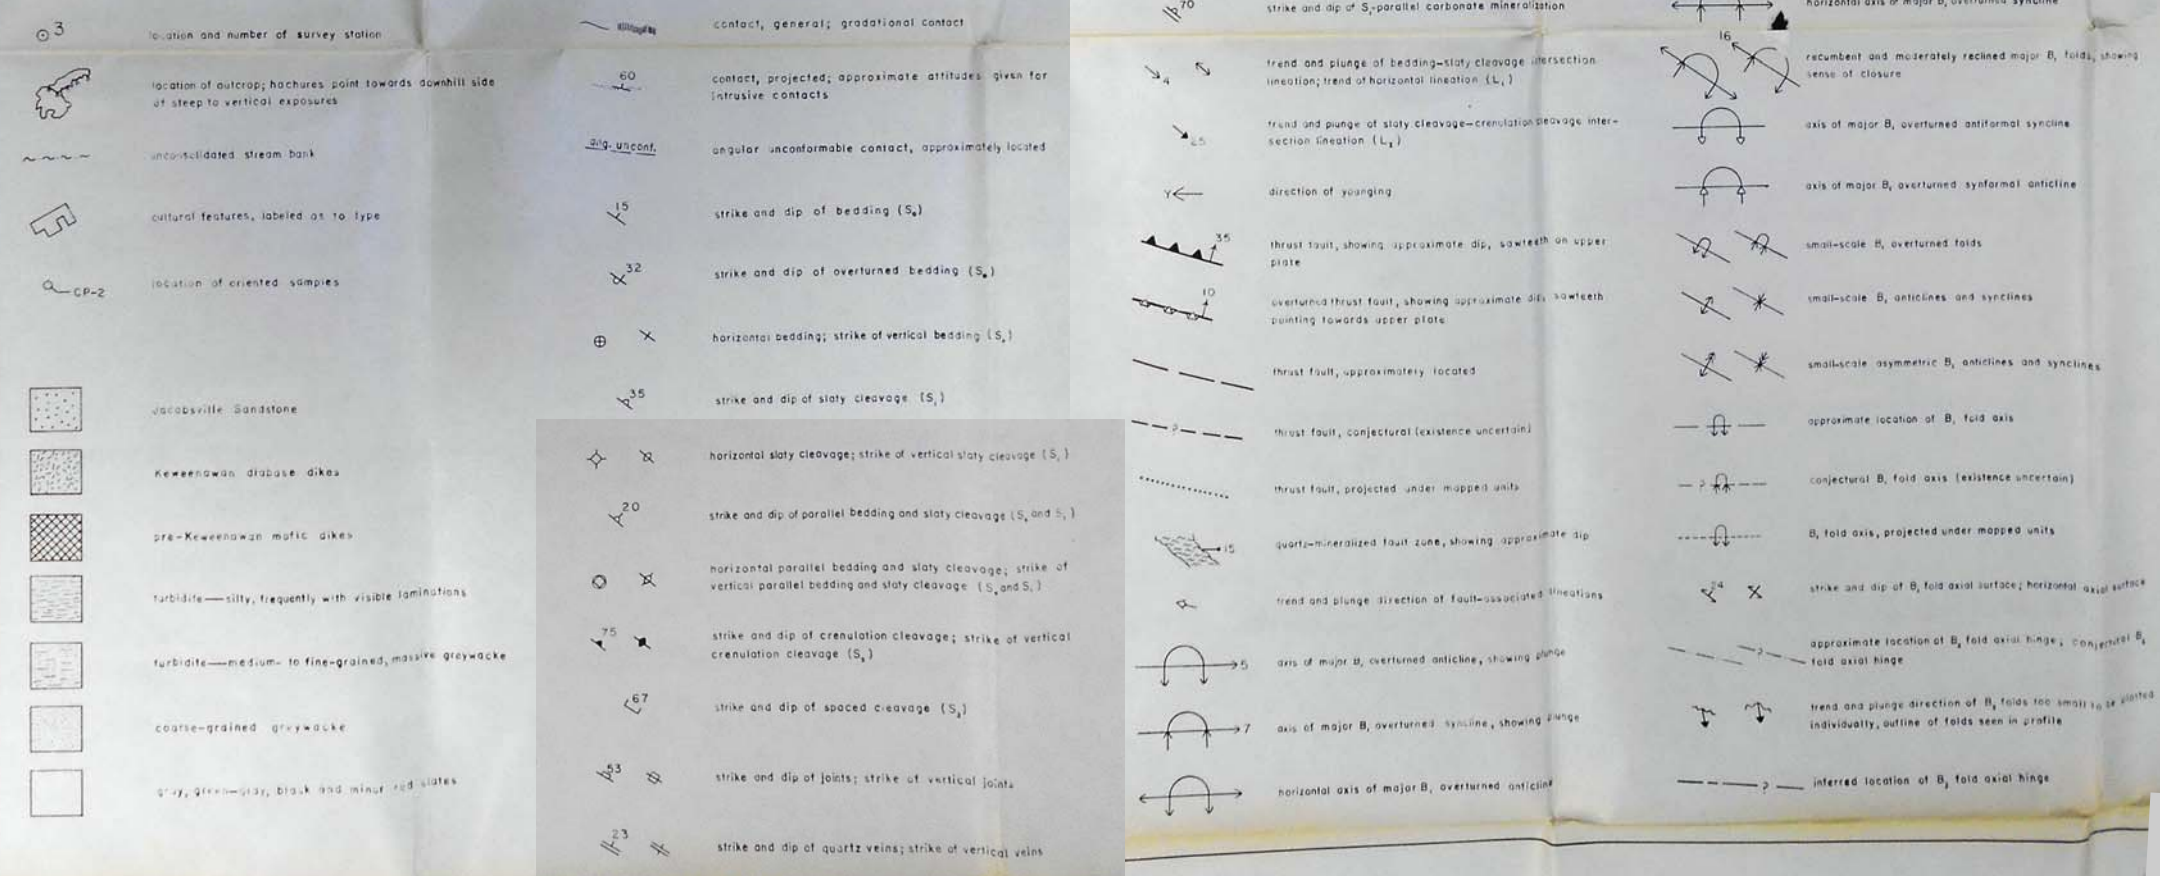 3
location and number of survey station
location of outcrop; hachures point towards downhill side
of steep to vertical exposures
unconsolidated stream bank
cultural features, labeled as to type
CP-2
location of oriented samples
Jacobsville Sandstone
Keweenawan diabase dikes
pre-Keweenawan mafic dikes
turbidite—silty, frequently with visible laminations
turbidite—medium- to fine-grained, massive greywacke
coarse-grained greywacke
gray, green-gray, black and minor red slates
contact, general; gradational contact
60
contact, projected; approximate attitudes given for
intrusive contacts
ang. unconf.
angular unconformable contact, approximately located
15
strike and dip of bedding (S₀)
32
strike and dip of overturned bedding (S₀)
horizontal bedding; strike of vertical bedding (S₀)
35
strike and dip of slaty cleavage (S₁)
horizontal slaty cleavage; strike of vertical slaty cleavage (S₁)
20
strike and dip of parallel bedding and slaty cleavage (S₀ and S₁)
horizontal parallel bedding and slaty cleavage; strike of
vertical parallel bedding and slaty cleavage (S₀ and S₁)
75
strike and dip of crenulation cleavage; strike of vertical
crenulation cleavage (S₂)
67
strike and dip of spaced cleavage (S₃)
53
strike and dip of joints; strike of vertical joints
23
strike and dip of quartz veins; strike of vertical veins
70
strike and dip of S₁-parallel carbonate mineralization
4
trend and plunge of bedding-slaty cleavage intersection
lineation; trend of horizontal lineation (L₁)
25
trend and plunge of slaty cleavage-crenulation cleavage inter-
section lineation (L₂)
Y
direction of younging
35
thrust fault, showing approximate dip, sawteeth on upper
plate
10
overturned thrust fault, showing approximate dip, sawteeth
pointing towards upper plate
thrust fault, approximately located
?
thrust fault, conjectural (existence uncertain)
thrust fault, projected under mapped units
15
quartz-mineralized fault zone, showing approximate dip
trend and plunge direction of fault-associated lineations
5
axis of major B₁ overturned anticline, showing plunge
7
axis of major B₁ overturned syncline, showing plunge
horizontal axis of major B₁ overturned anticline
horizontal axis of major B₁ overturned syncline
16
recumbent and moderately reclined major B₁ folds, showing
sense of closure
axis of major B₁ overturned antiformal syncline
axis of major B₁ overturned synformal anticline
small-scale B₁ overturned folds
small-scale B₁ anticlines and synclines
small-scale asymmetric B₁ anticlines and synclines
approximate location of B₁ fold axis
?
conjectural B₁ fold axis (existence uncertain)
B₁ fold axis, projected under mapped units
24
strike and dip of B₁ fold axial surface; horizontal axial surface
?
approximate location of B₂ fold axial hinge; conjectural B₂
fold axial hinge
trend and plunge direction of B₂ folds too small to be plotted
individually, outline of folds seen in profile
?
inferred location of B₃ fold axial hinge